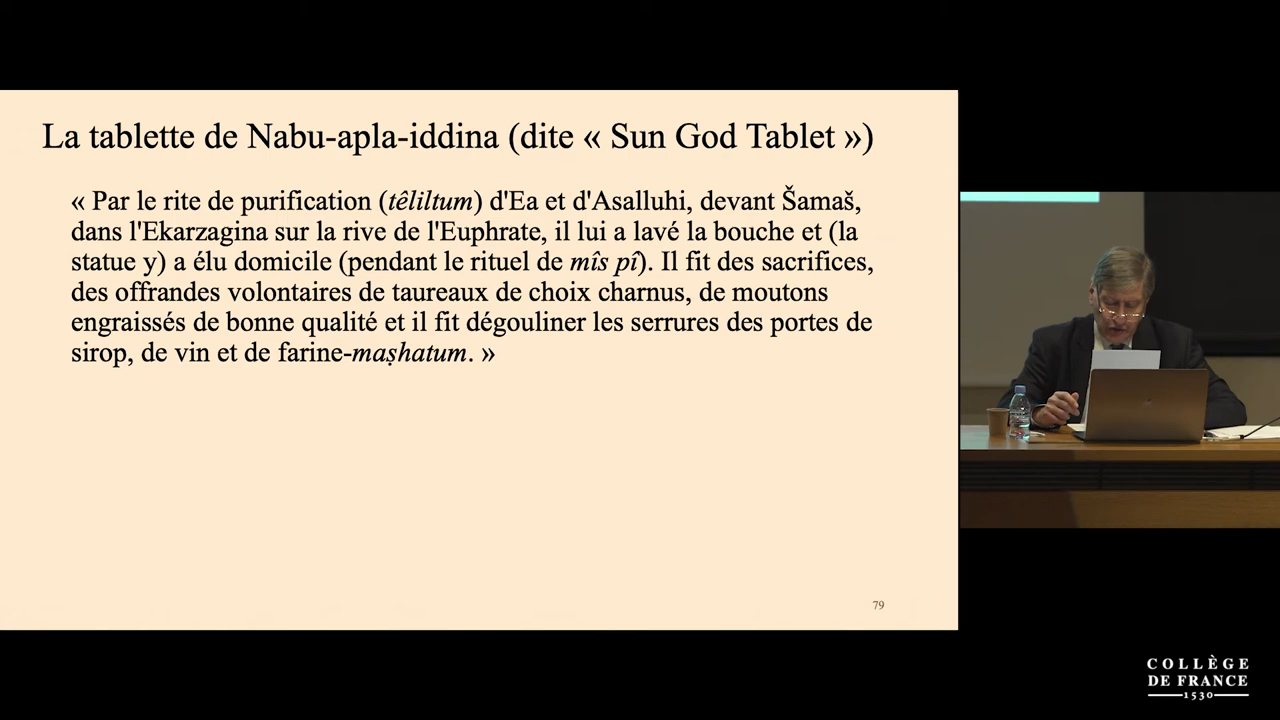 La tablette de Nabu-apla-iddina (dite « Sun God Tablet »)
« Par le rite de purification (têliltum) d'Ea et d'Asalluhi, devant Šamaš,
dans l'Ekarzagina sur la rive de l'Euphrate, il lui a lavé la bouche et (la
statue y) a élu domicile (pendant le rituel de mîs pî). Il fit des sacrifices,
des offrandes volontaires de taureaux de choix charnus, de moutons
engraissés de bonne qualité et il fit dégouliner les serrures des portes de
sirop, de vin et de farine-maṣhatum. »
79
COLLÈGE
DE FRANCE
1530